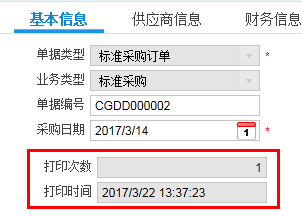 基本信息 供应商信息 财务信息
单据类型 标准采购订单 *
业务类型 标准采购
单据编号 CGDD000002
采购日期 2017/3/14 1 *
打印次数 1
打印时间 2017/3/22 13:37:23